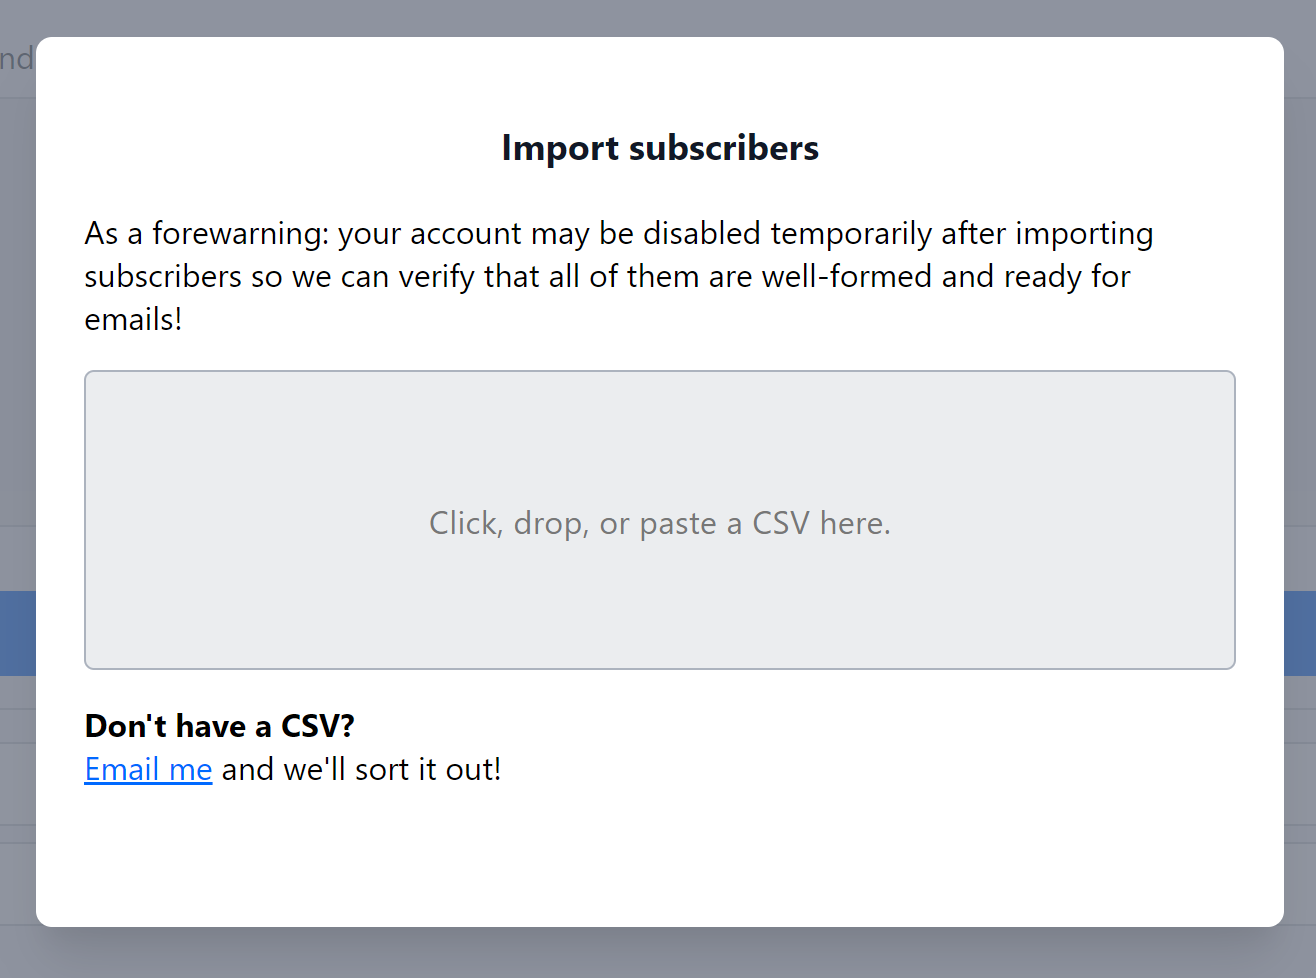 nd
Import subscribers
As a forewarning: your account may be disabled temporarily after importing
subscribers so we can verify that all of them are well-formed and ready for
emails!
Click, drop, or paste a CSV here.
Don't have a CSV?
Email me and we'll sort it out!